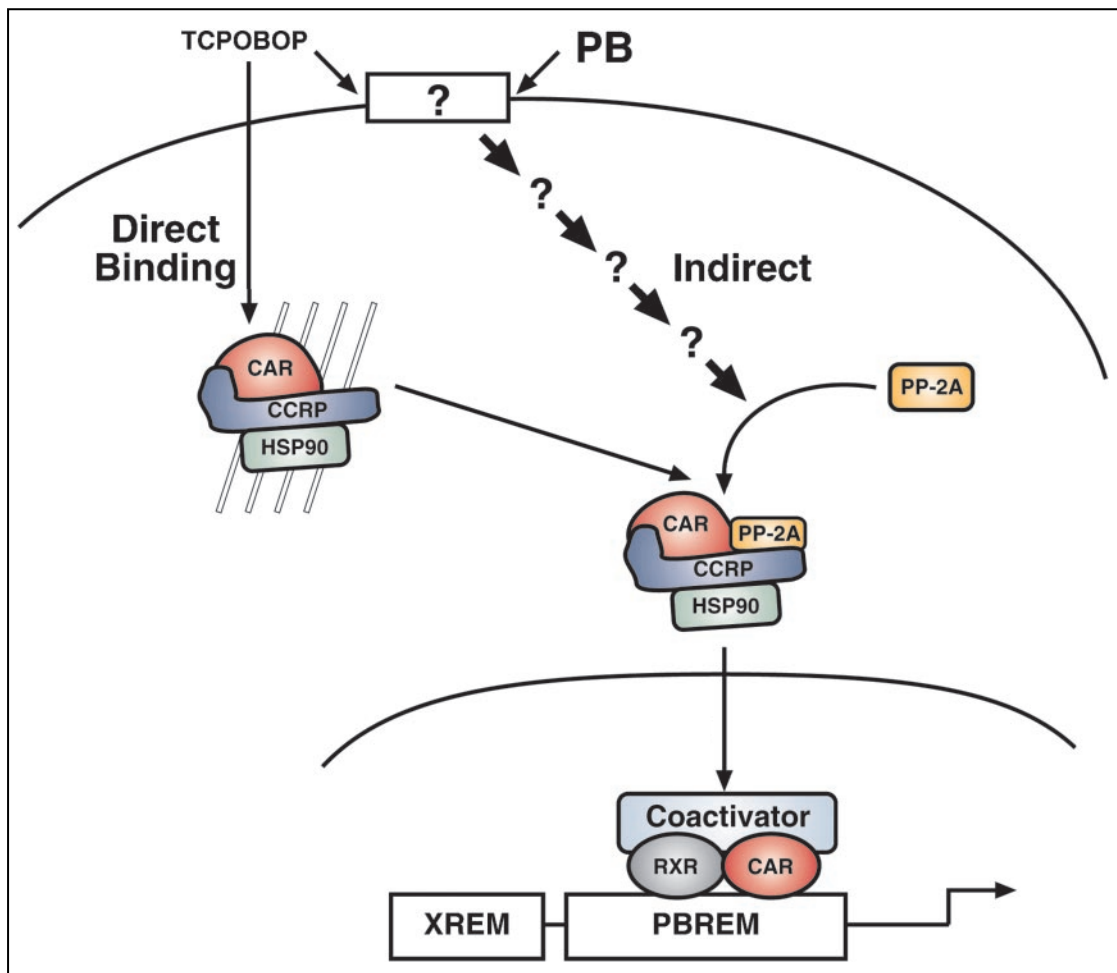 TCPOBOP
PB
?
?
?
?
Direct
Binding
Indirect
CAR
CCRP
HSP90
PP-2A
CAR
PP-2A
CCRP
HSP90
Coactivator
RXR
CAR
XREM
PBREM